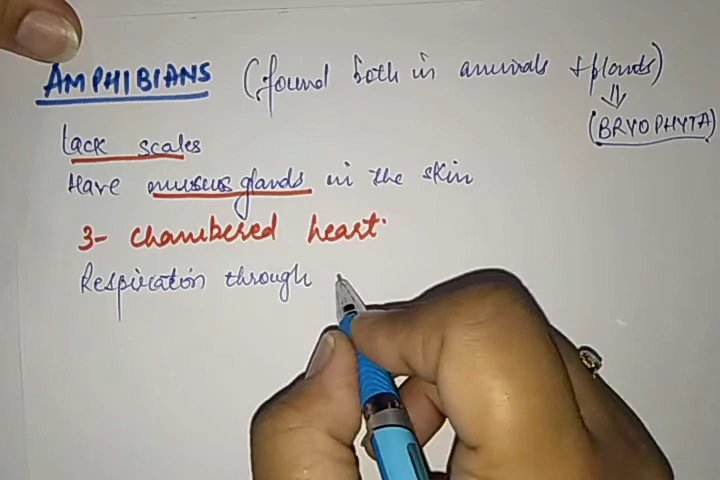 AMPHIBIANS (found both in animals + plants)
⇓
(BRYOPHYTA)
Lack scales
Have mucus glands in the skin
3- chambered heart.
Respiration through